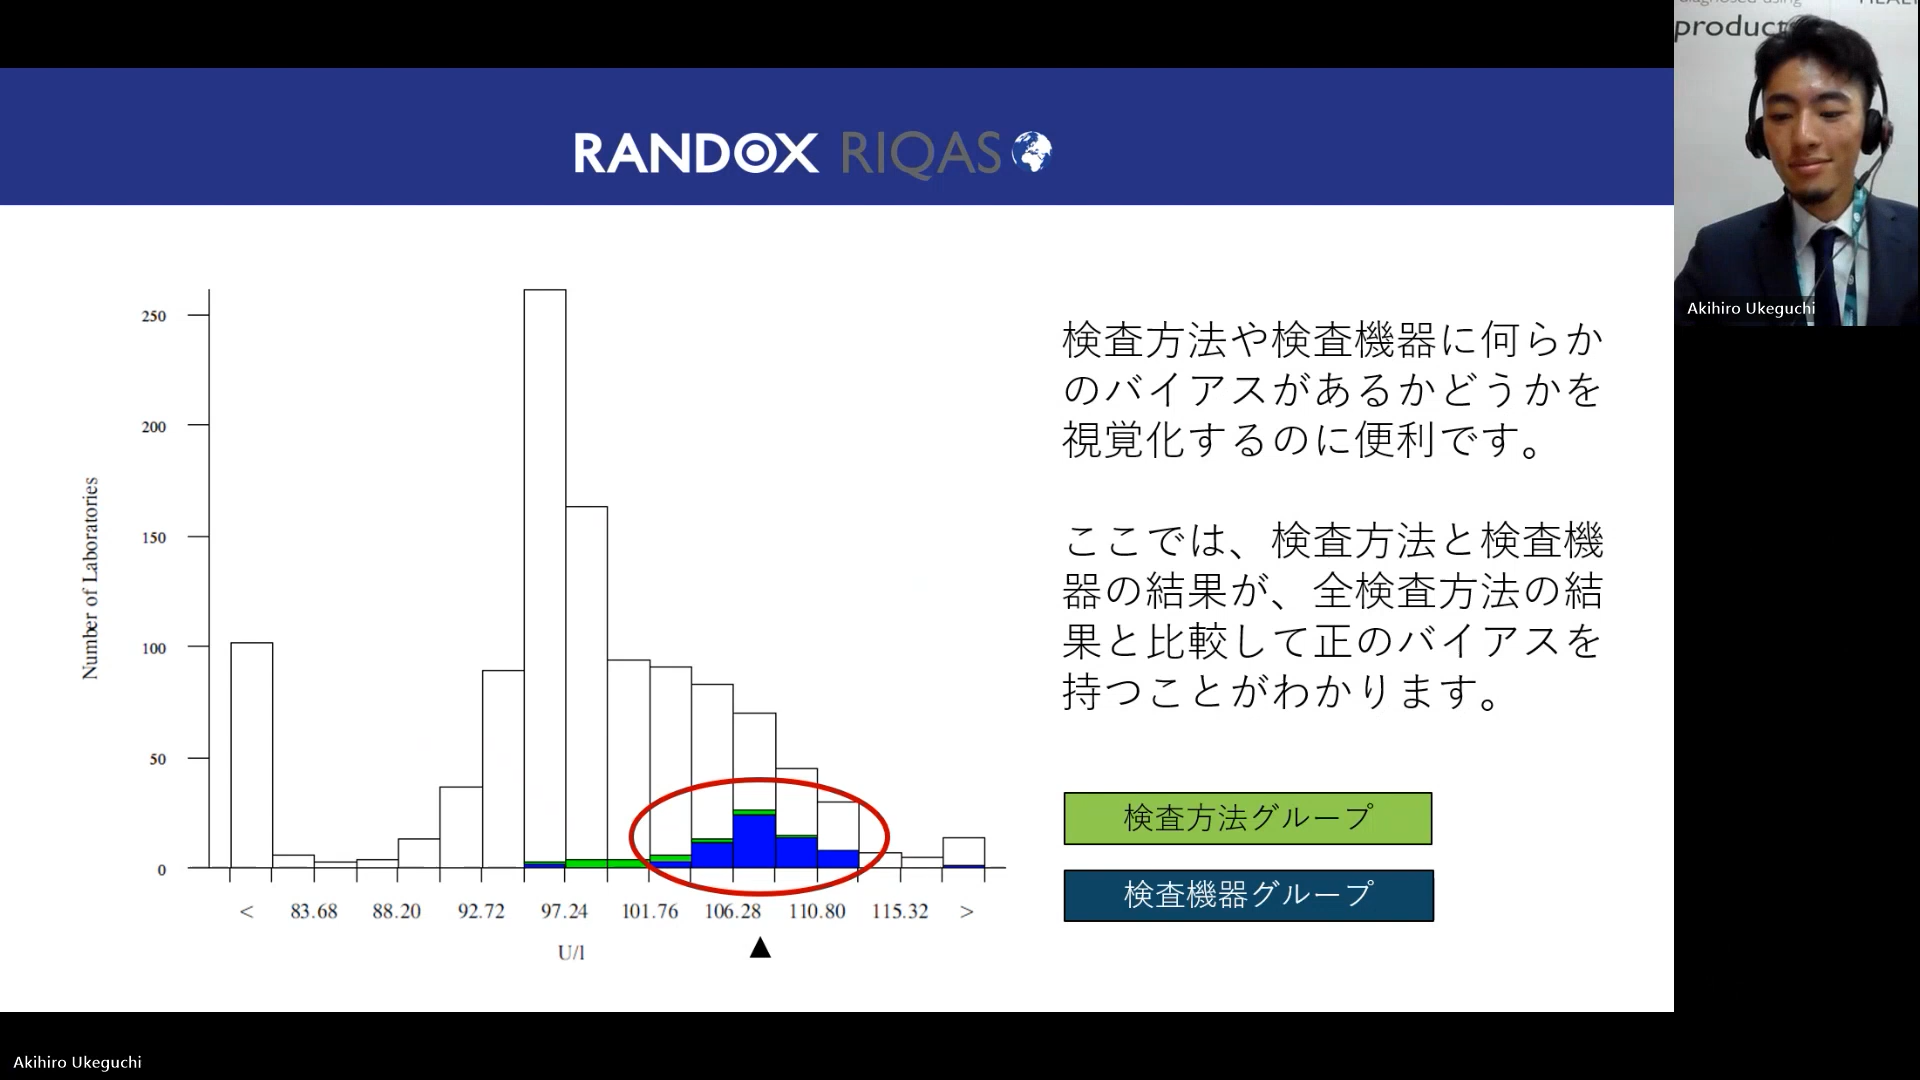 diagnosed using
product
Akihiro Ukeguchi
RANDOX RIQAS
Number of Laboratories
250
200
150
100
50
0
< 83.68 88.20 92.72 97.24 101.76 106.28 110.80 115.32 >
U/l
検査方法や検査機器に何らか
のバイアスがあるかどうかを
視覚化するのに便利です。
ここでは、検査方法と検査機
器の結果が、全検査方法の結
果と比較して正のバイアスを
持つことがわかります。
検査方法グループ
検査機器グループ
Akihiro Ukeguchi